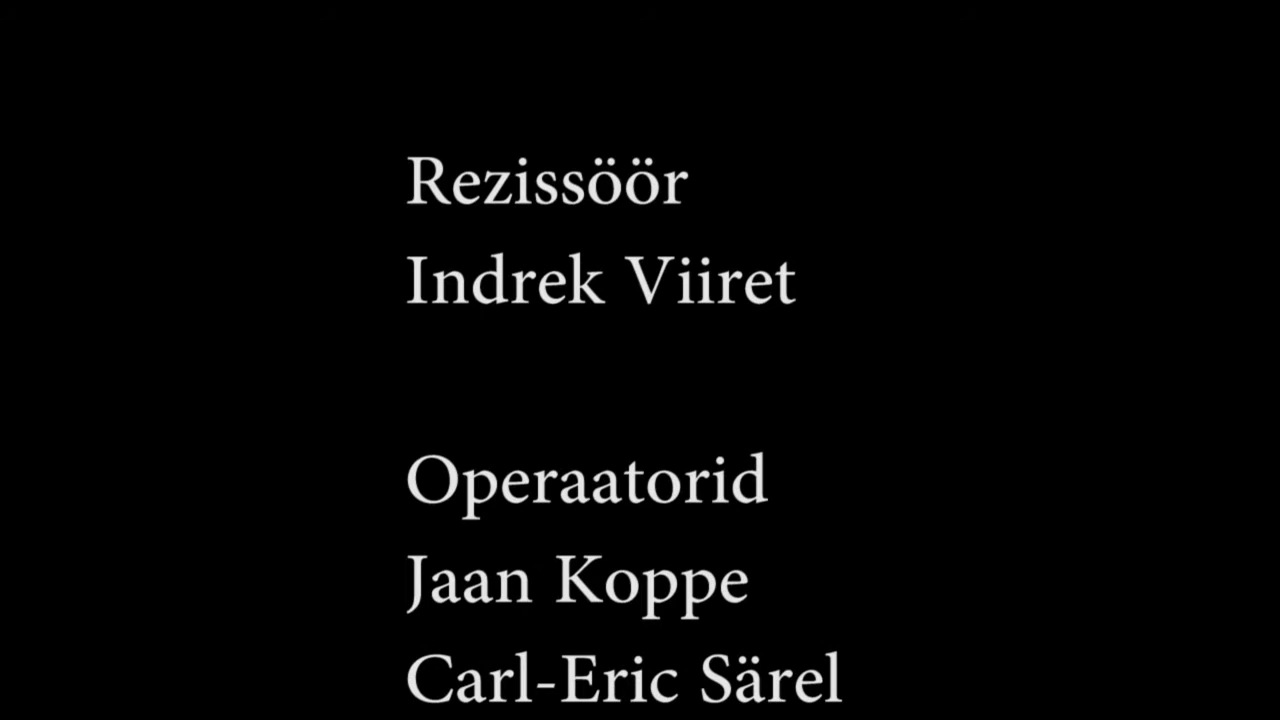 Rezissöör
Indrek Viiret
Operaatorid
Jaan Koppe
Carl-Eric Särel